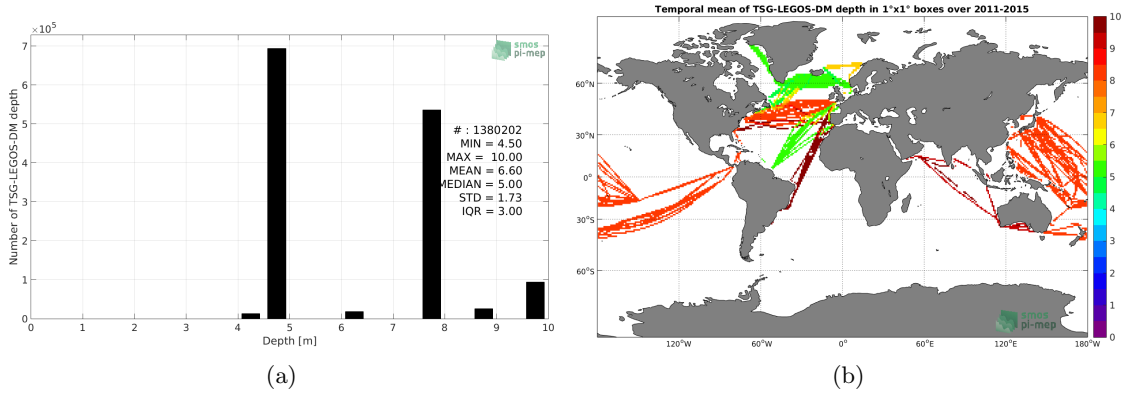 ×10⁵
7
6
5
4
3
2
1
0
Number of TSG-LEGOS-DM depth
smos
pi-mep
# : 1380202
MIN = 4.50
MAX = 10.00
MEAN = 6.60
MEDIAN = 5.00
STD = 1.73
IQR = 3.00
0 1 2 3 4 5 6 7 8 9 10
Depth [m]
(a)
Temporal mean of TSG-LEGOS-DM depth in 1°x1° boxes over 2011-2015
60°N
30°N
0°
30°S
60°S
120°W 60°W 0° 60°E 120°E 180°W
smos
pi-mep
10
9
8
7
6
5
4
3
2
1
0
(b)